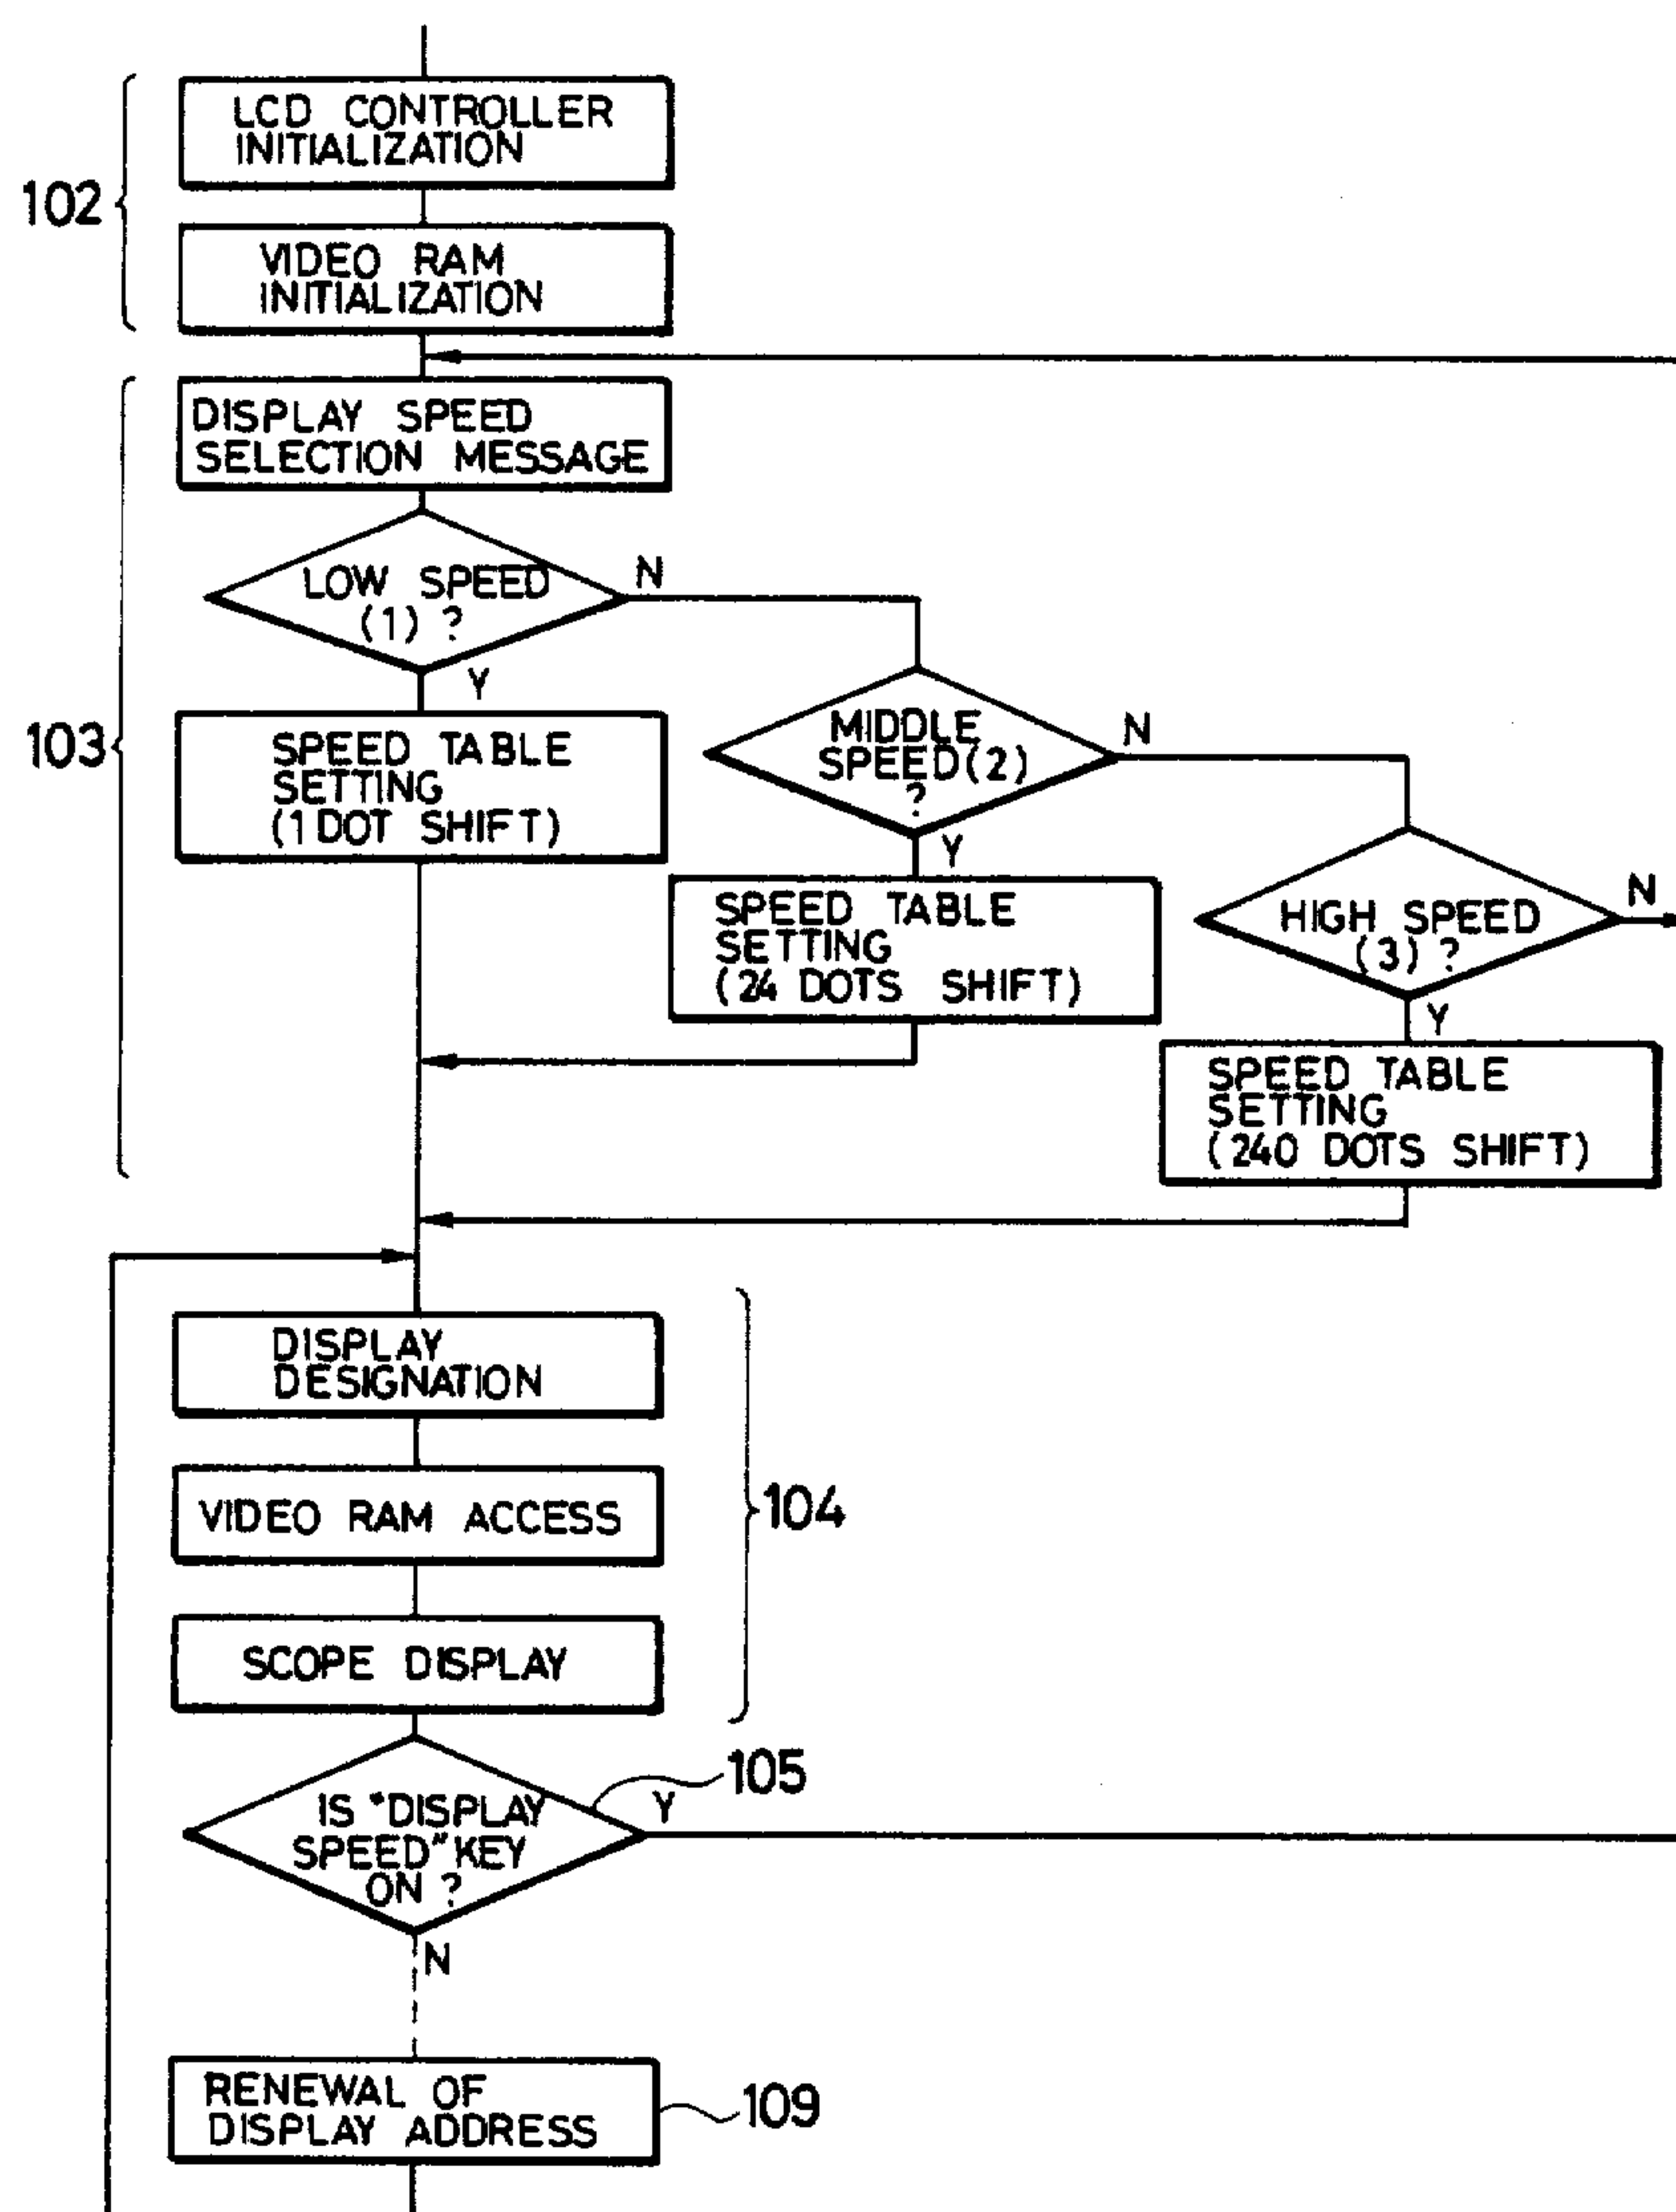 LCD CONTROLLER
INITIALIZATION
102
VIDEO RAM
INITIALIZATION
DISPLAY SPEED
SELECTION MESSAGE
LOW SPEED
(1) ?
N
Y
103
SPEED TABLE
SETTING
(1 DOT SHIFT)
MIDDLE
SPEED(2)
?
N
Y
SPEED TABLE
SETTING
(24 DOTS SHIFT)
HIGH SPEED
(3) ?
N
Y
SPEED TABLE
SETTING
(240 DOTS SHIFT)
DISPLAY
DESIGNATION
VIDEO RAM ACCESS
104
SCOPE DISPLAY
105
IS "DISPLAY
SPEED" KEY
ON ?
Y
N
RENEWAL OF
DISPLAY ADDRESS
109